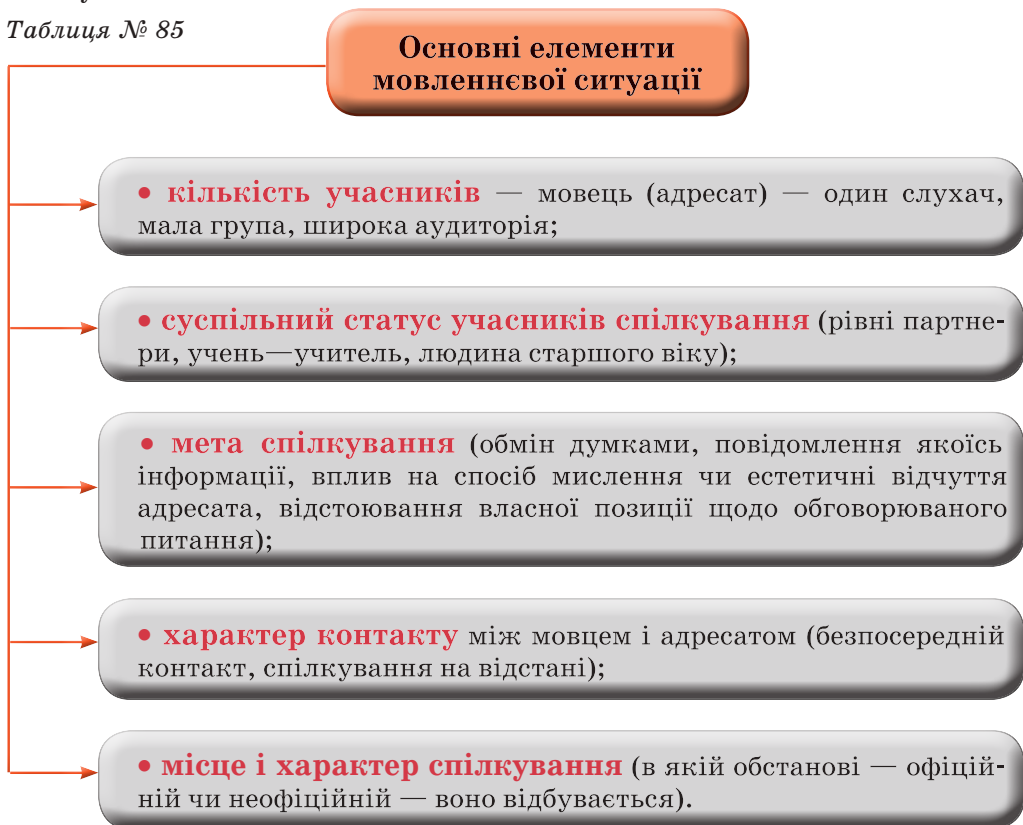 Таблиця № 85
Основні елементи
мовленнєвої ситуації
• кількість учасників — мовець (адресат) — один слухач,
мала група, широка аудиторія;
• суспільний статус учасників спілкування (рівні партне-
ри, учень—учитель, людина старшого віку);
• мета спілкування (обмін думками, повідомлення якоїсь
інформації, вплив на спосіб мислення чи естетичні відчуття
адресата, відстоювання власної позиції щодо обговорюваного
питання);
• характер контакту між мовцем і адресатом (безпосередній
контакт, спілкування на відстані);
• місце і характер спілкування (в якій обстанові — офіцій-
ній чи неофіційній — воно відбувається).